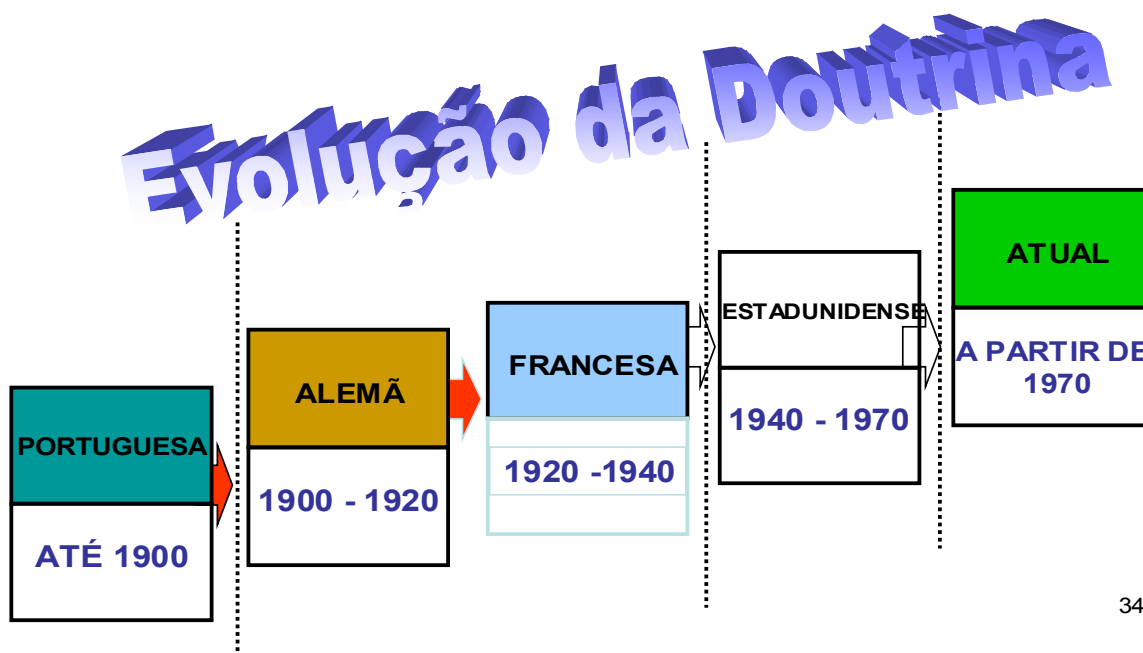 Evolução da Doutrina
PORTUGUESA
ATÉ 1900
ALEMÃ
1900 - 1920
FRANCESA
1920 -1940
ESTADUNIDENSE
1940 - 1970
ATUAL
A PARTIR DE
1970
34